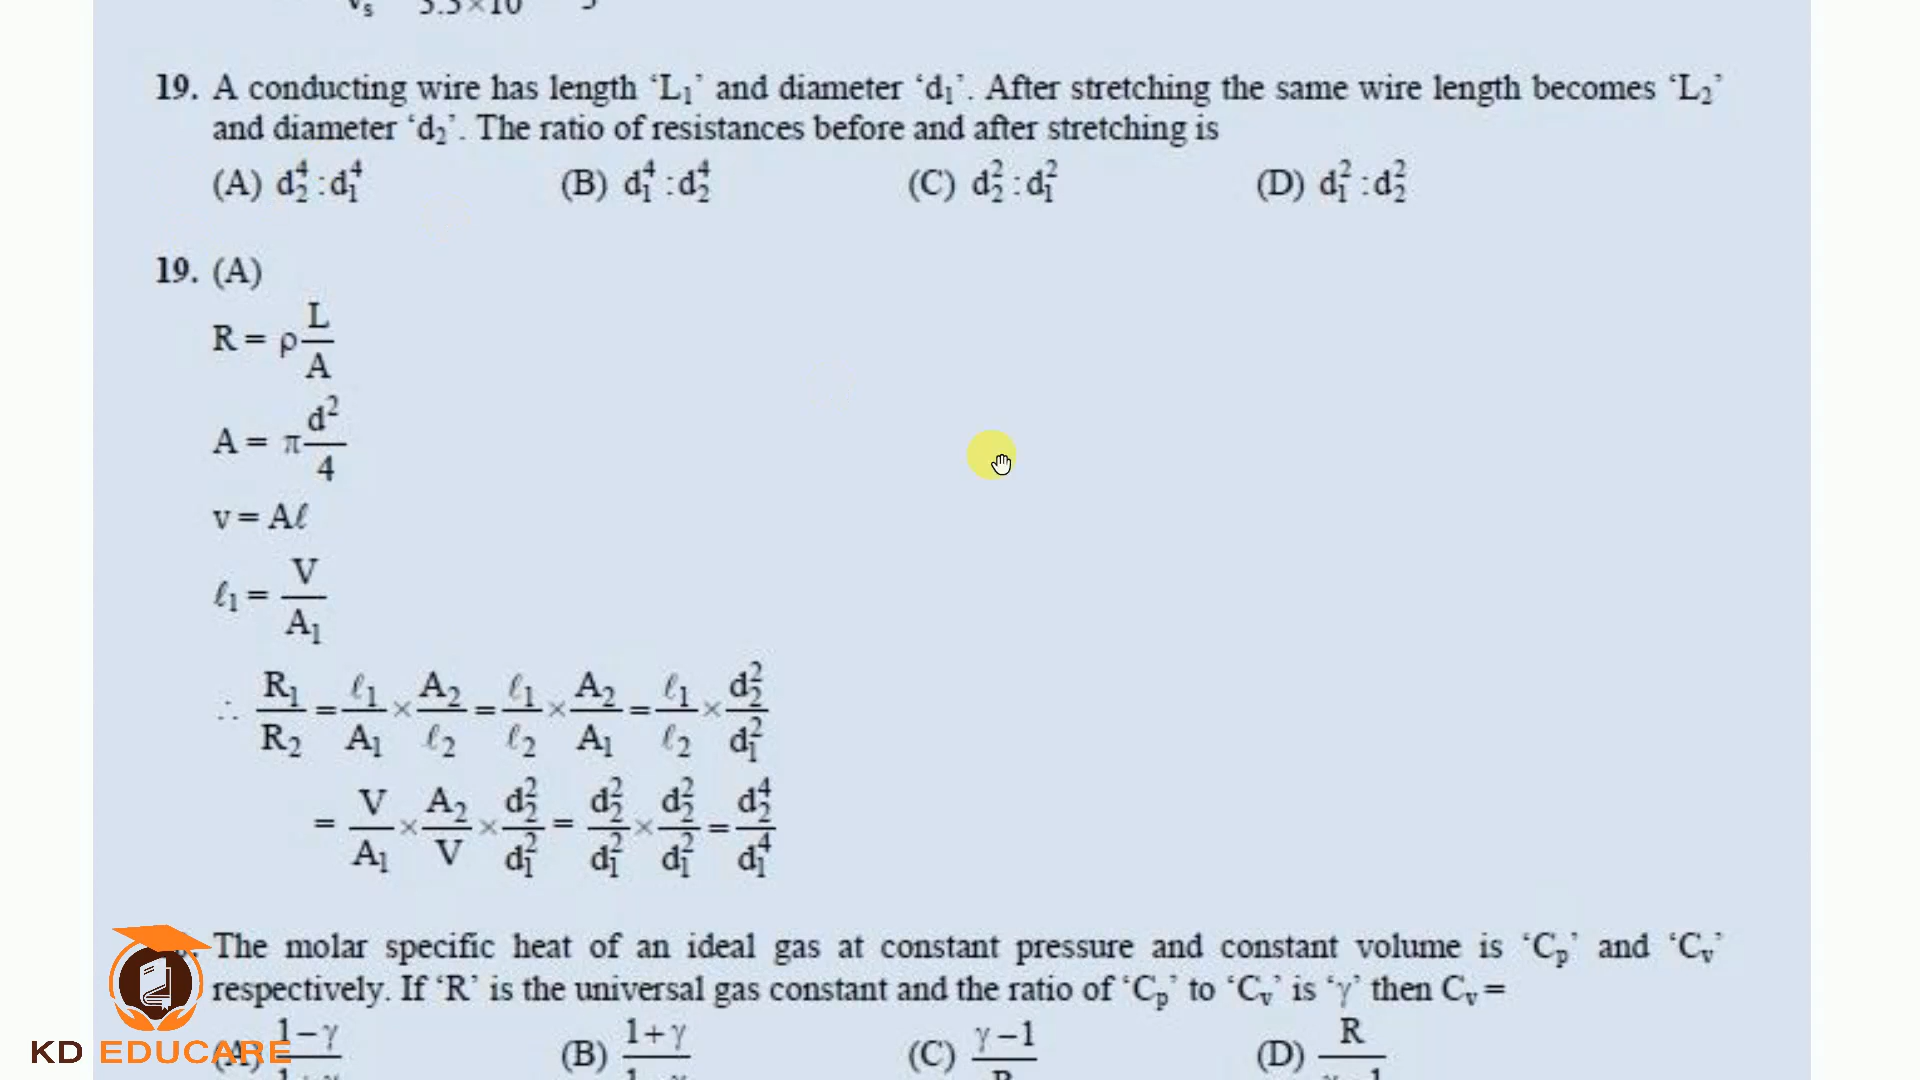 19. A conducting wire has length ‘L₁’ and diameter ‘d₁’. After stretching the same wire length becomes ‘L₂’
and diameter ‘d₂’. The ratio of resistances before and after stretching is
(A) d₂⁴ : d₁⁴ (B) d₁⁴ : d₂⁴ (C) d₂² : d₁² (D) d₁² : d₂²
19. (A)
R = ρ L/A
A = π d²/4
v = Aℓ
ℓ₁ = V/A₁
∴ R₁/R₂ = ℓ₁/A₁ × A₂/ℓ₂ = ℓ₁/ℓ₂ × A₂/A₁ = ℓ₁/ℓ₂ × d₂²/d₁²
= V/A₁ × A₂/V × d₂²/d₁² = d₂²/d₁² × d₂²/d₁² = d₂⁴/d₁⁴
The molar specific heat of an ideal gas at constant pressure and constant volume is ‘Cₚ’ and ‘Cᵥ’
respectively. If ‘R’ is the universal gas constant and the ratio of ‘Cₚ’ to ‘Cᵥ’ is ‘γ’ then Cᵥ =
(A) 1−γ (B) 1+γ (C) γ−1 (D) R
KD EDUCARE